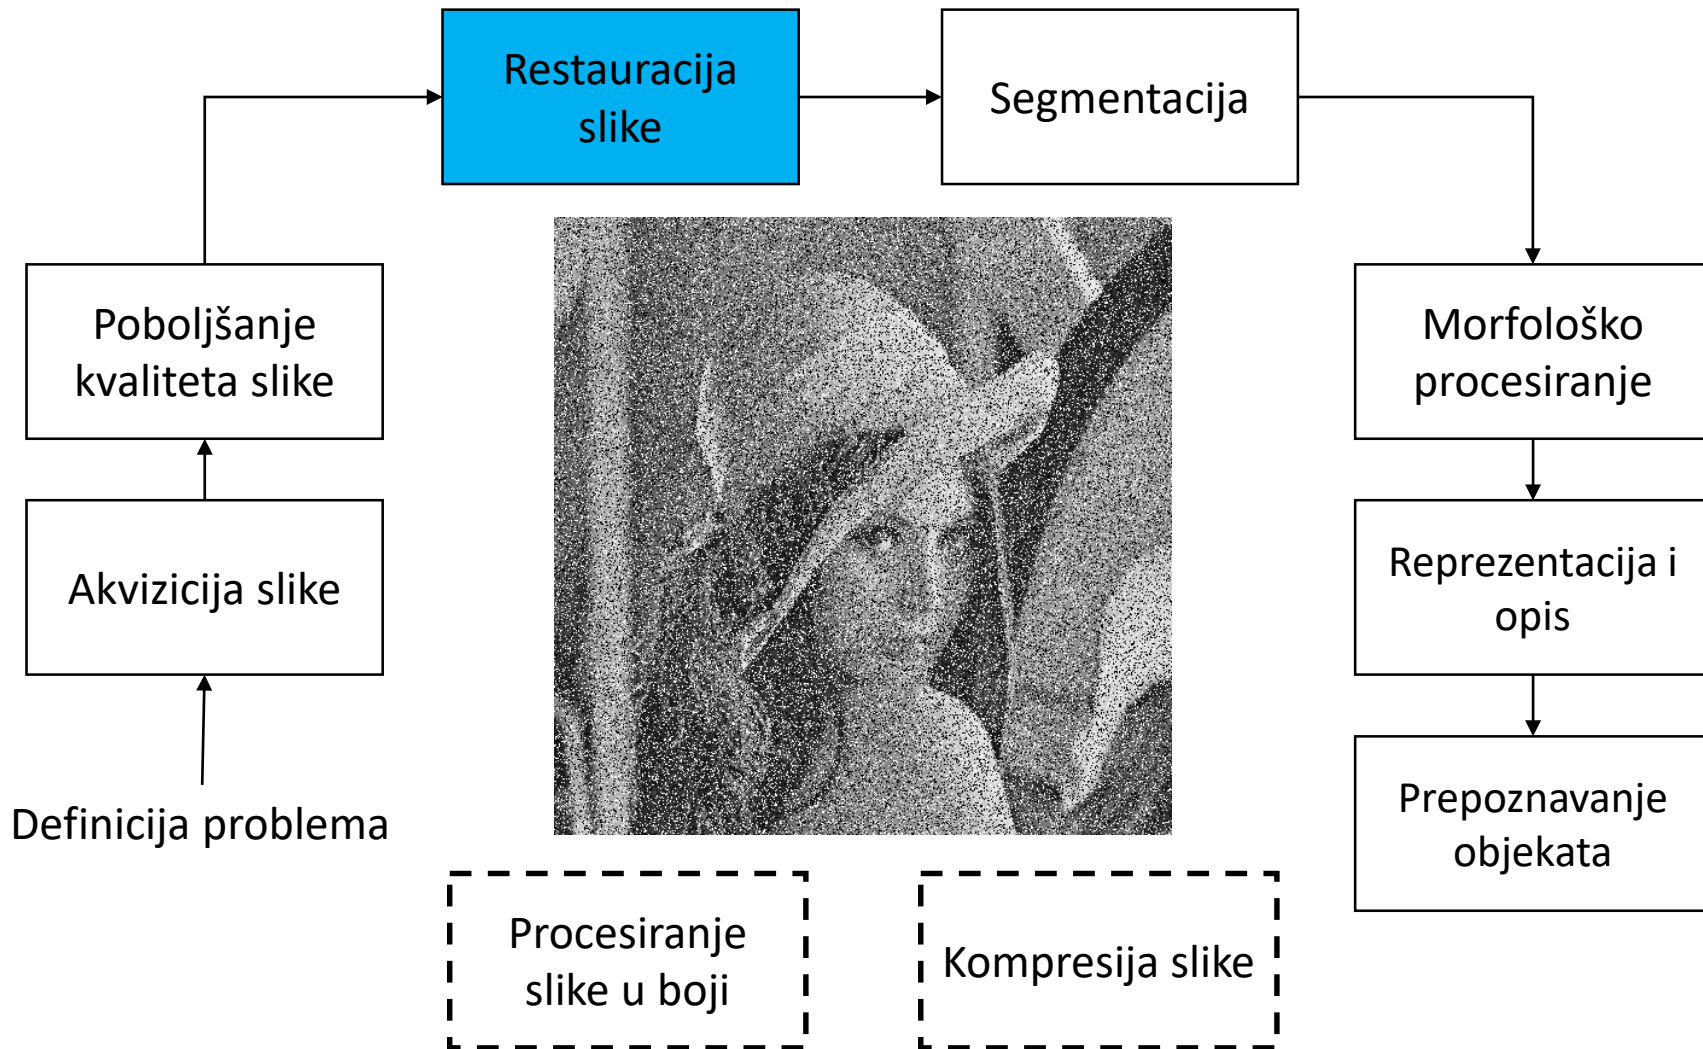 Restauracija
slike
Segmentacija
Poboljšanje
kvaliteta slike
Morfološko
procesiranje
Akvizicija slike
Reprezentacija i
opis
Definicija problema
Prepoznavanje
objekata
Procesiranje
slike u boji
Kompresija slike